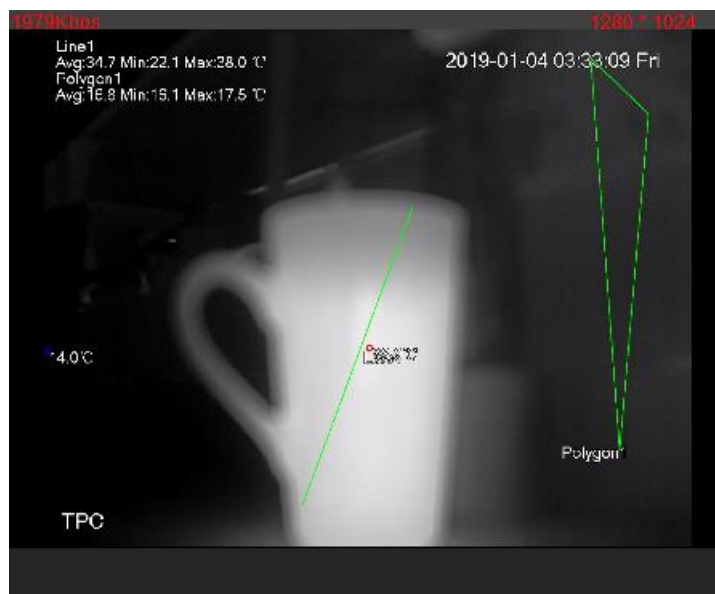 1979Kbps
1280 * 1024
Line1
Avg:34.7 Min:22.1 Max:28.0 ℃
Polygon1
Avg:16.8 Min:15.1 Max:17.5 ℃
2019-01-04 03:33:09 Fri
14.0℃
Polygon1
TPC